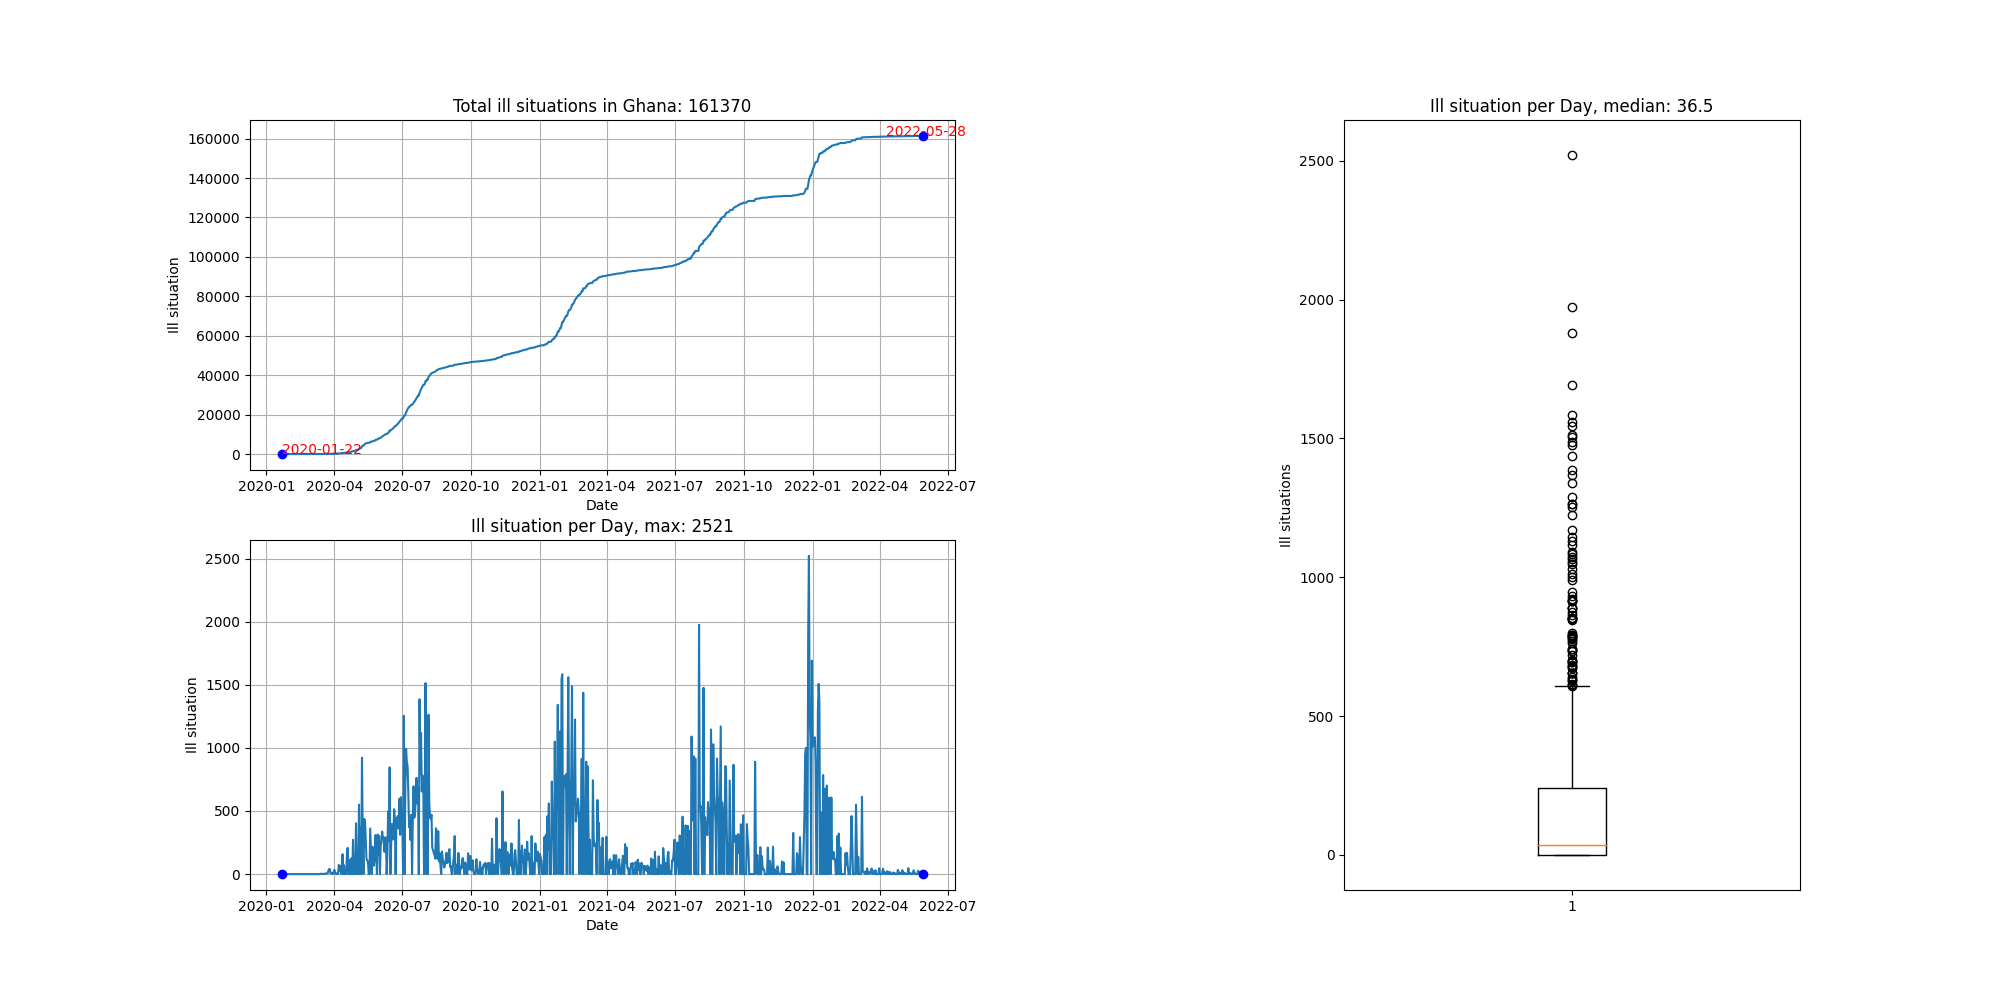 Total ill situations in Ghana: 161370
160000
140000
120000
100000
80000
60000
40000
20000
0
Ill situation
2022-05-28
2020-01-22
2020-01 2020-04 2020-07 2020-10 2021-01 2021-04 2021-07 2021-10 2022-01 2022-04 2022-07
Date
Ill situation per Day, max: 2521
2500
2000
1500
1000
500
0
Ill situation
2020-01 2020-04 2020-07 2020-10 2021-01 2021-04 2021-07 2021-10 2022-01 2022-04 2022-07
Date
Ill situation per Day, median: 36.5
2500
2000
1500
1000
500
0
Ill situations
1